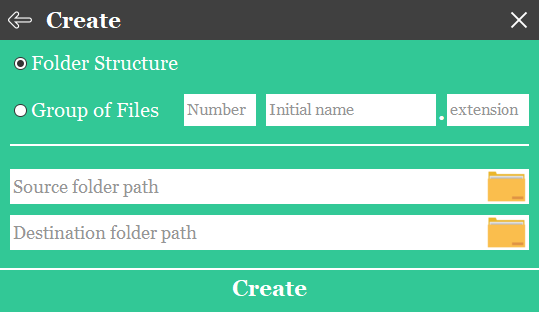 Create
Folder Structure
Group of Files Number Initial name . extension
Source folder path
Destination folder path
Create